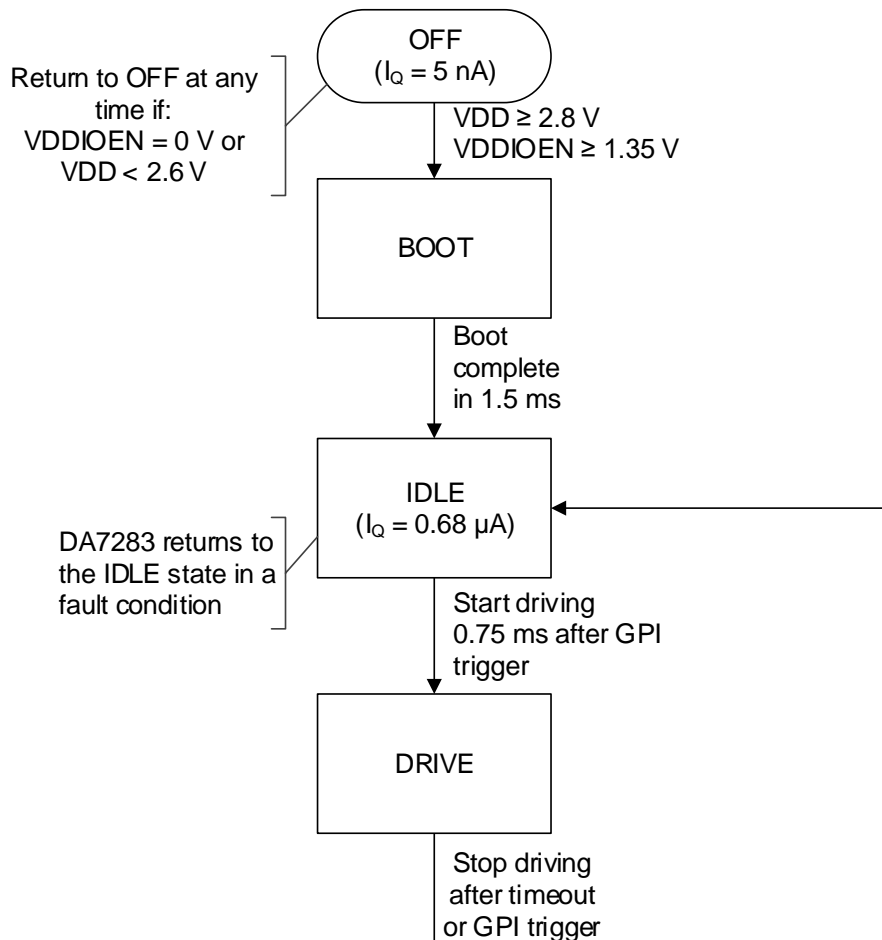 OFF
(IQ = 5 nA)
Return to OFF at any
time if:
VDDIOEN = 0 V or
VDD < 2.6 V
VDD ≥ 2.8 V
VDDIOEN ≥ 1.35 V
BOOT
Boot
complete
in 1.5 ms
IDLE
(IQ = 0.68 µA)
DA7283 returns to
the IDLE state in a
fault condition
Start driving
0.75 ms after GPI
trigger
DRIVE
Stop driving
after timeout
or GPI trigger